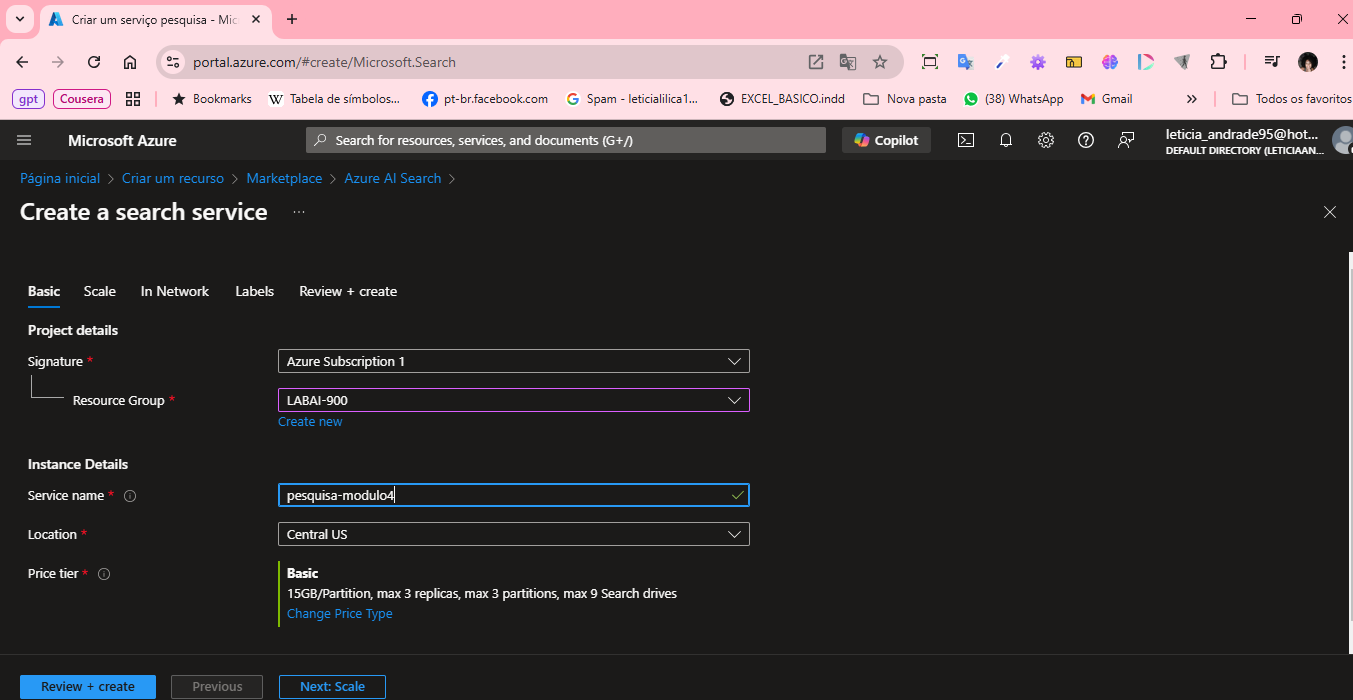 Criar um serviço pesquisa - Mic
portal.azure.com/#create/Microsoft.Search
gpt
Cousera
Bookmarks
Tabela de símbolos...
pt-br.facebook.com
Spam - leticialilica1...
EXCEL_BASICO.indd
Nova pasta
(38) WhatsApp
Gmail
»
Todos os favoritos
Microsoft Azure
Search for resources, services, and documents (G+/)
Copilot
leticia_andrade95@hot...
DEFAULT DIRECTORY (LETICIAAN...
Página inicial > Criar um recurso > Marketplace > Azure AI Search >
Create a search service ...
Basic
Scale
In Network
Labels
Review + create
Project details
Signature *
Azure Subscription 1
Resource Group *
LABAI-900
Create new
Instance Details
Service name *
pesquisa-modulo4
Location *
Central US
Price tier *
Basic
15GB/Partition, max 3 replicas, max 3 partitions, max 9 Search drives
Change Price Type
Review + create
Previous
Next: Scale